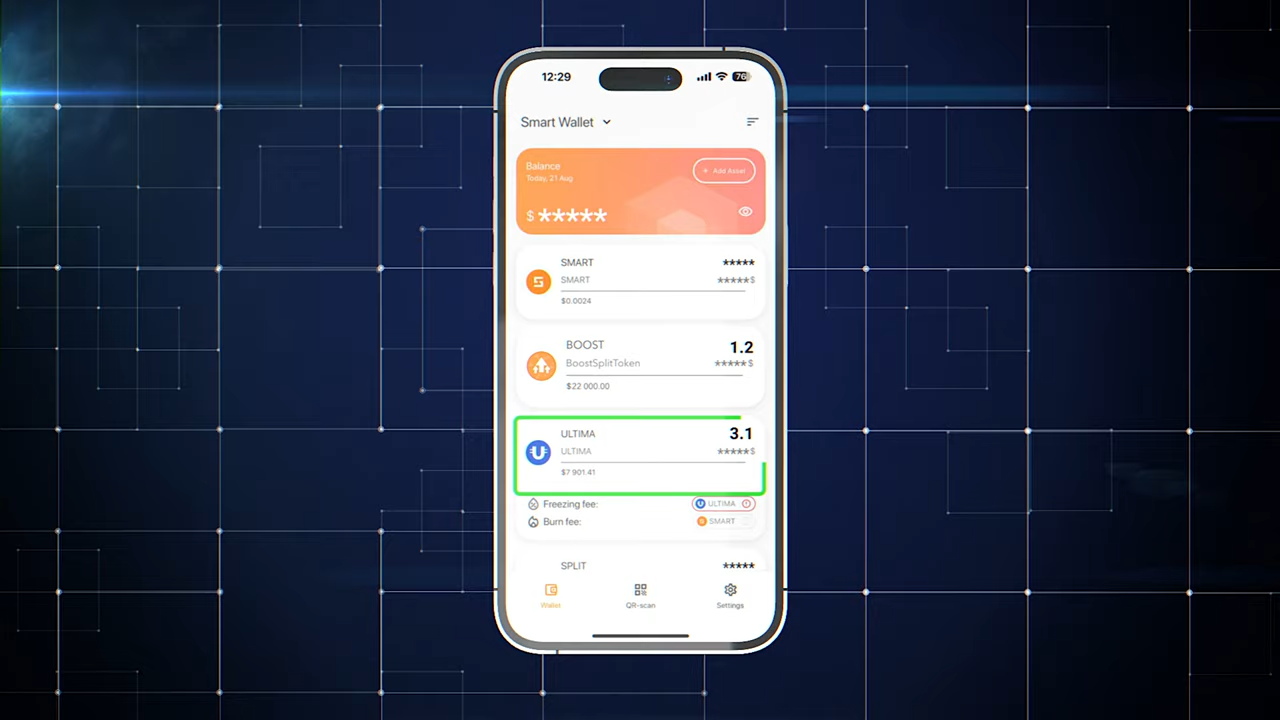 12:29
76
Smart Wallet
Balance
Today, 21 Aug
+ Add Asset
$ *****
SMART
*****
SMART
*****$
$0.0024
BOOST
1.2
BoostSplitToken
*****$
$22 000.00
ULTIMA
3.1
ULTIMA
*****$
$7 901.41
Freezing fee:
ULTIMA
Burn fee:
SMART
SPLIT
*****
Wallet
QR-scan
Settings